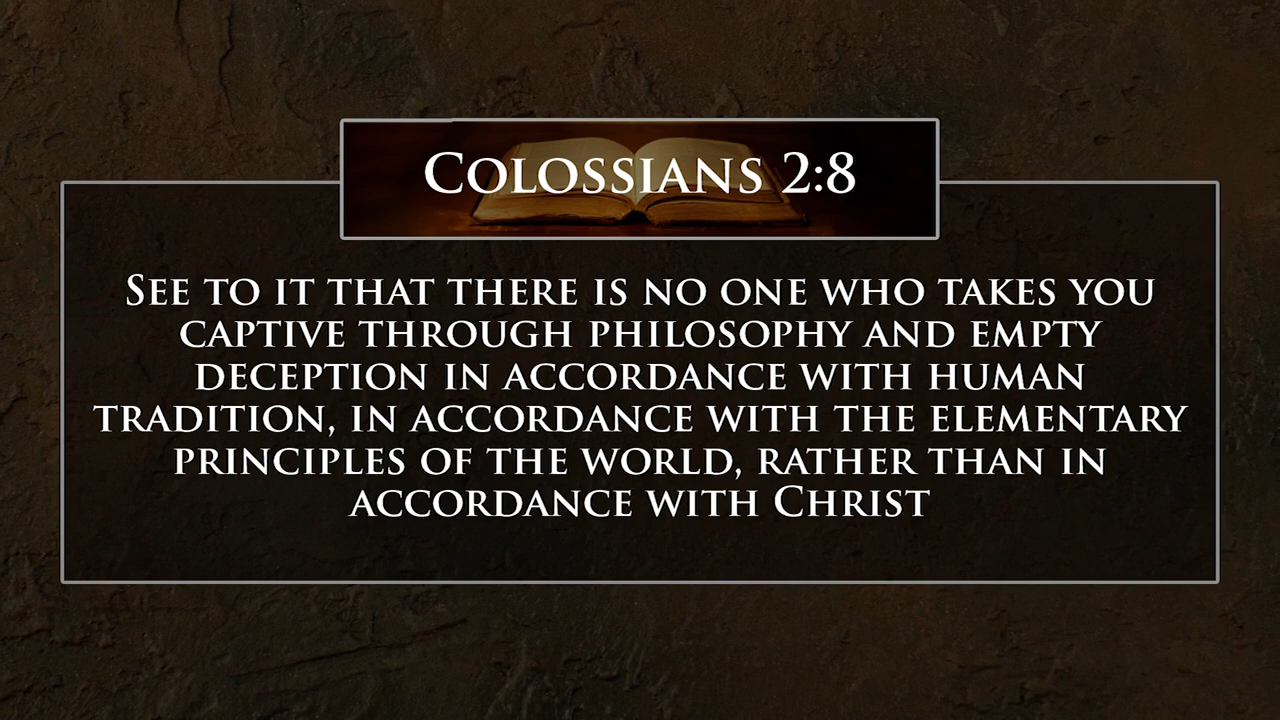 Colossians 2:8
See to it that there is no one who takes you
captive through philosophy and empty
deception in accordance with human
tradition, in accordance with the elementary
principles of the world, rather than in
accordance with Christ